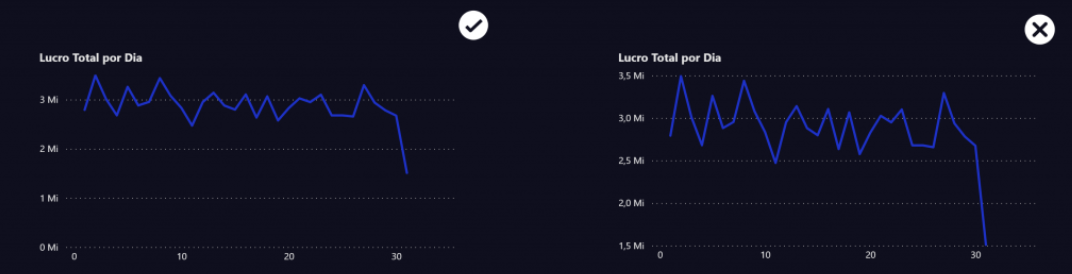 Lucro Total por Dia
3 Mi
2 Mi
1 Mi
0 Mi
0 10 20 30
Lucro Total por Dia
3,5 Mi
3,0 Mi
2,5 Mi
2,0 Mi
1,5 Mi
0 10 20 30